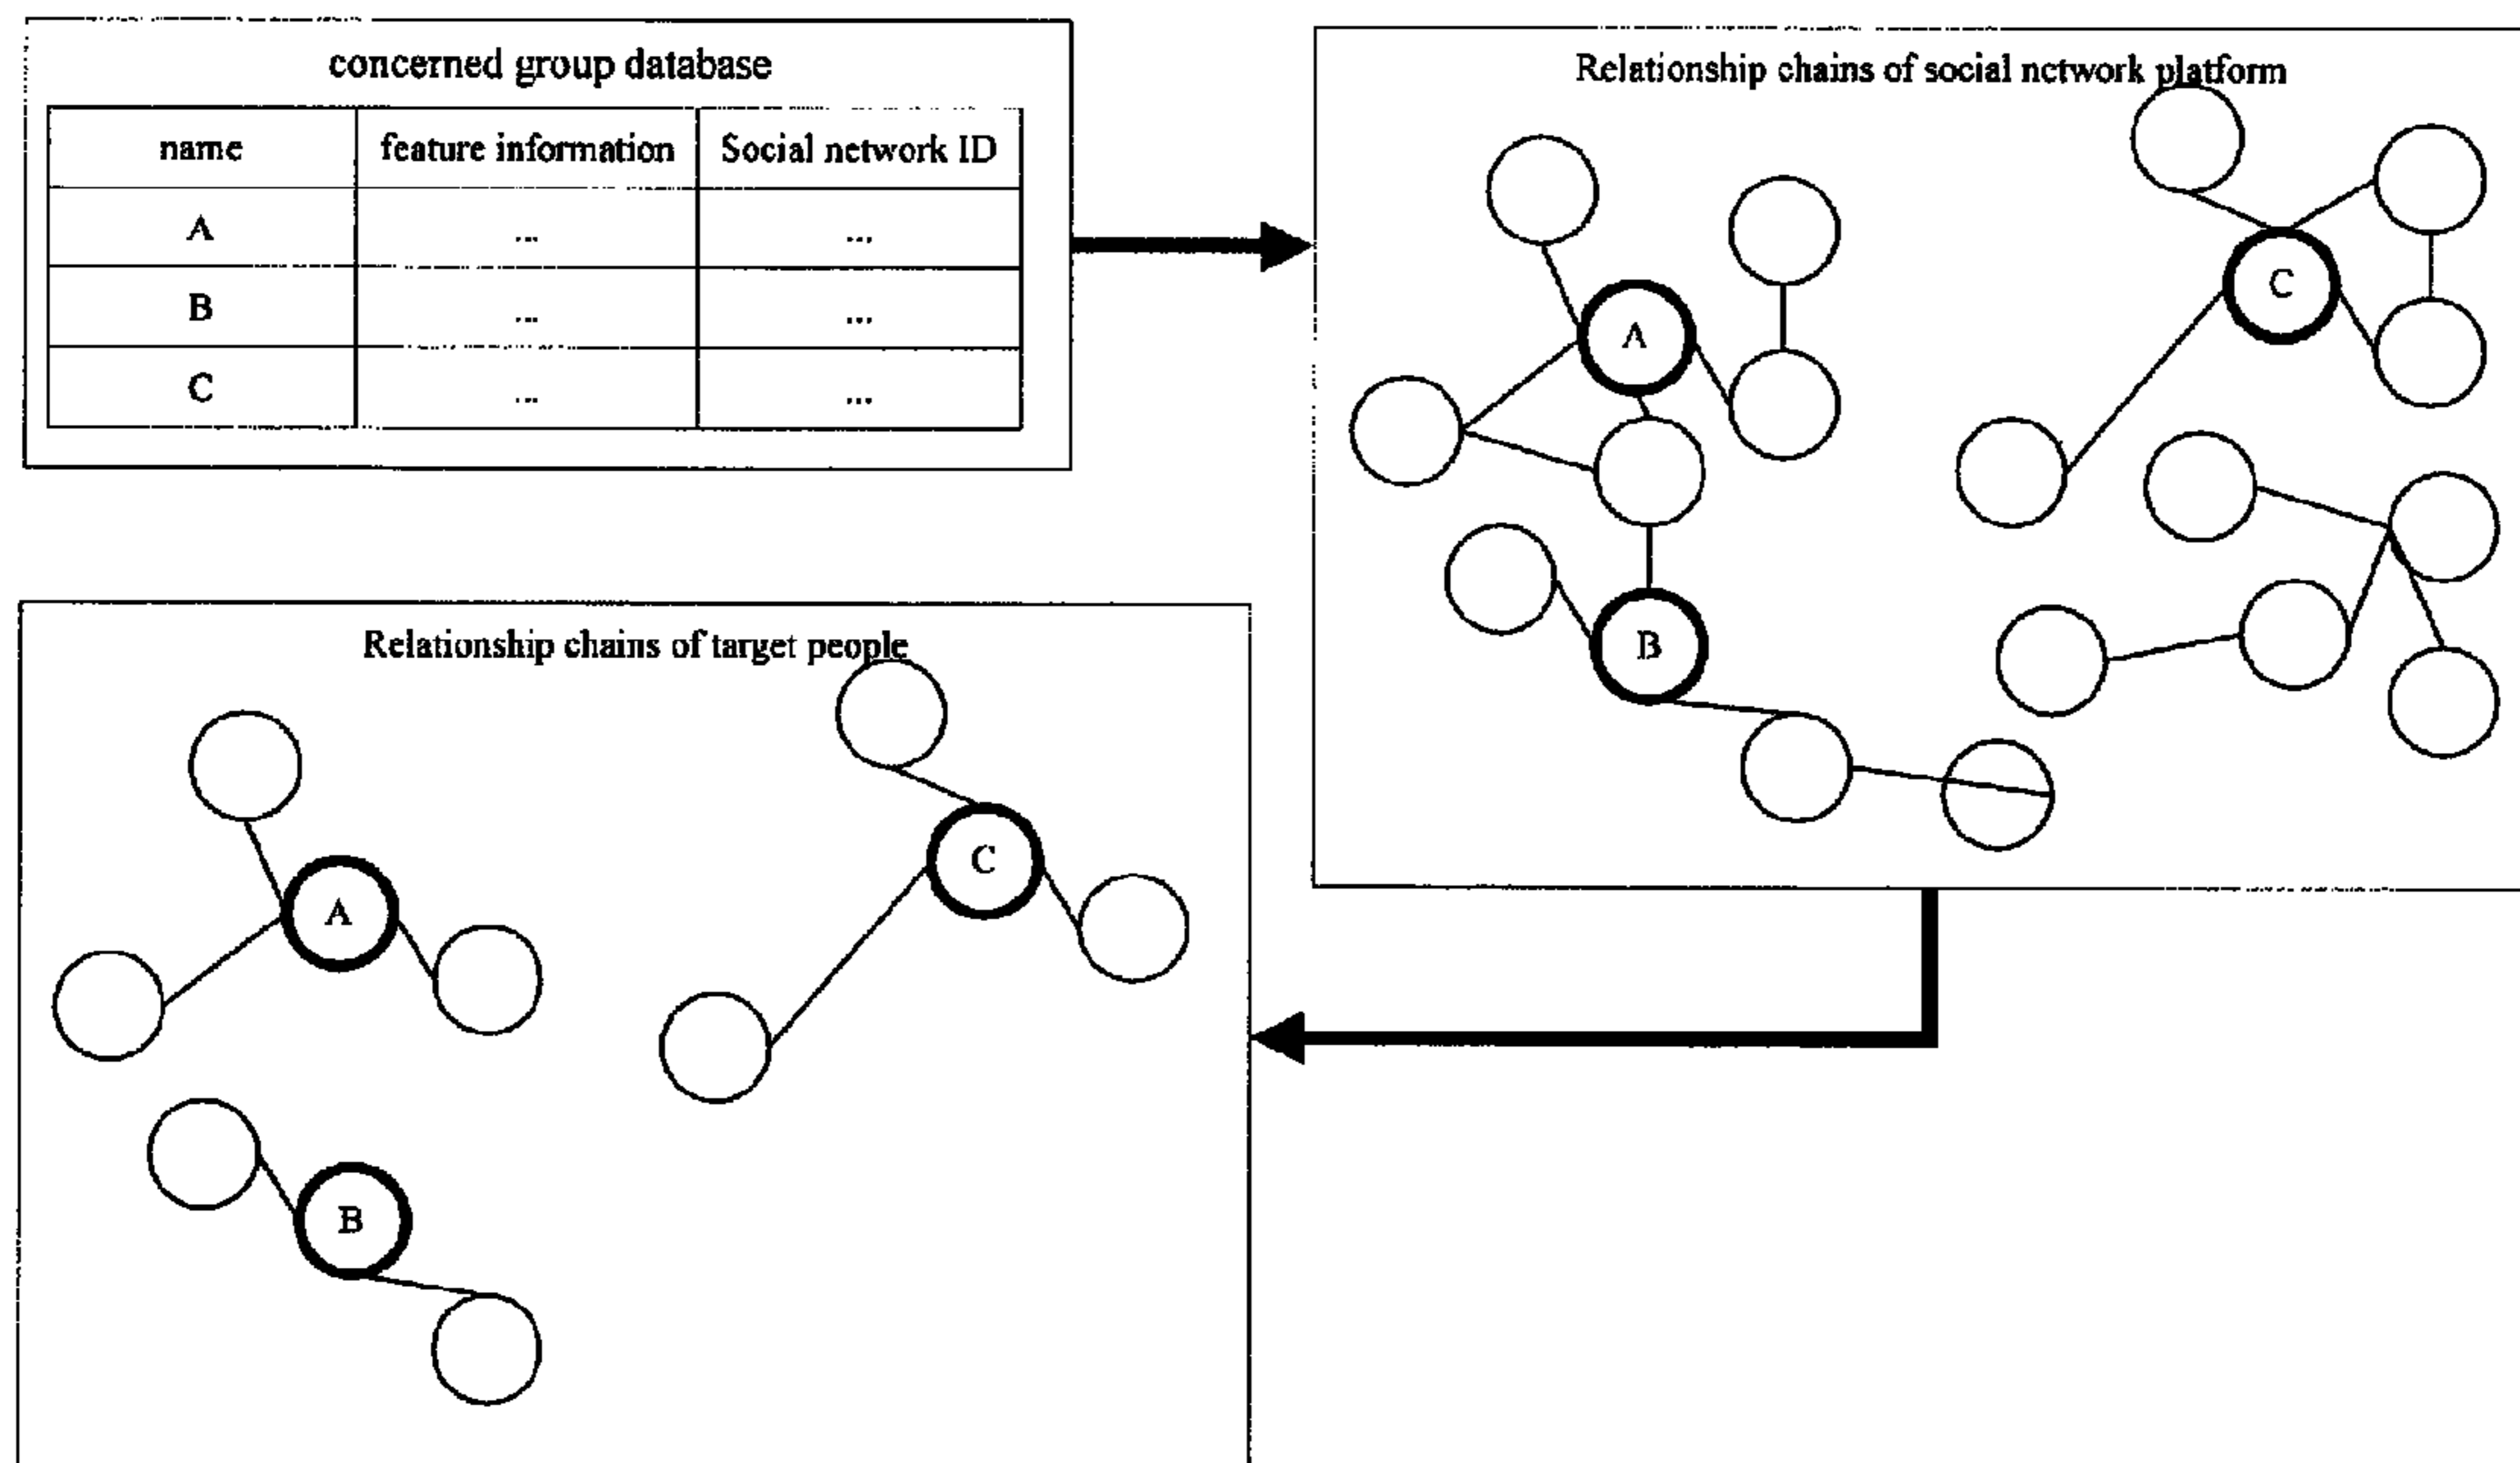 concerned group database
name feature information Social network ID
A ... ...
B ... ...
C ... ...
Relationship chains of social network platform
C
A
B
Relationship chains of target people
C
A
B